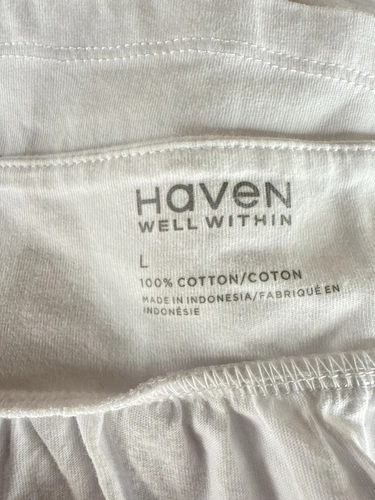 Haven
WELL WITHIN
L
100% COTTON/COTON
MADE IN INDONESIA/FABRIQUÉ EN
INDONÉSIE